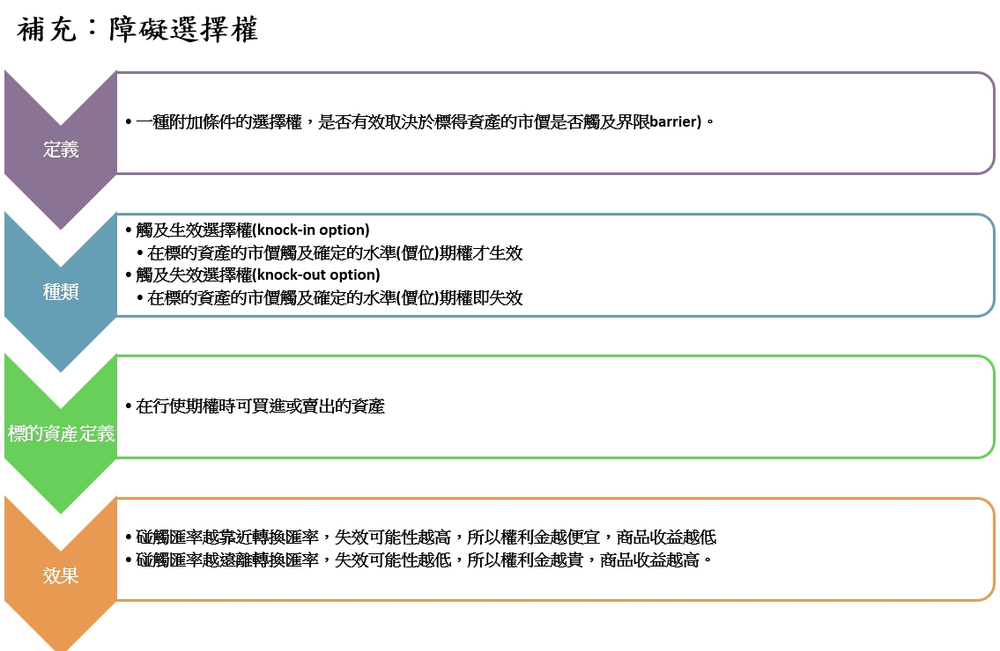 補充：障礙選擇權
定義
• 一種附加條件的選擇權，是否有效取決於標得資產的市價是否觸及界限barrier)。
種類
• 觸及生效選擇權(knock-in option)
• 在標的資產的市價觸及確定的水準(價位)期權才生效
• 觸及失效選擇權(knock-out option)
• 在標的資產的市價觸及確定的水準(價位)期權即失效
標的資產定義
• 在行使期權時可買進或賣出的資產
效果
• 碰觸匯率越靠近轉換匯率，失效可能性越高，所以權利金越便宜，商品收益越低
• 碰觸匯率越遠離轉換匯率，失效可能性越低，所以權利金越貴，商品收益越高。